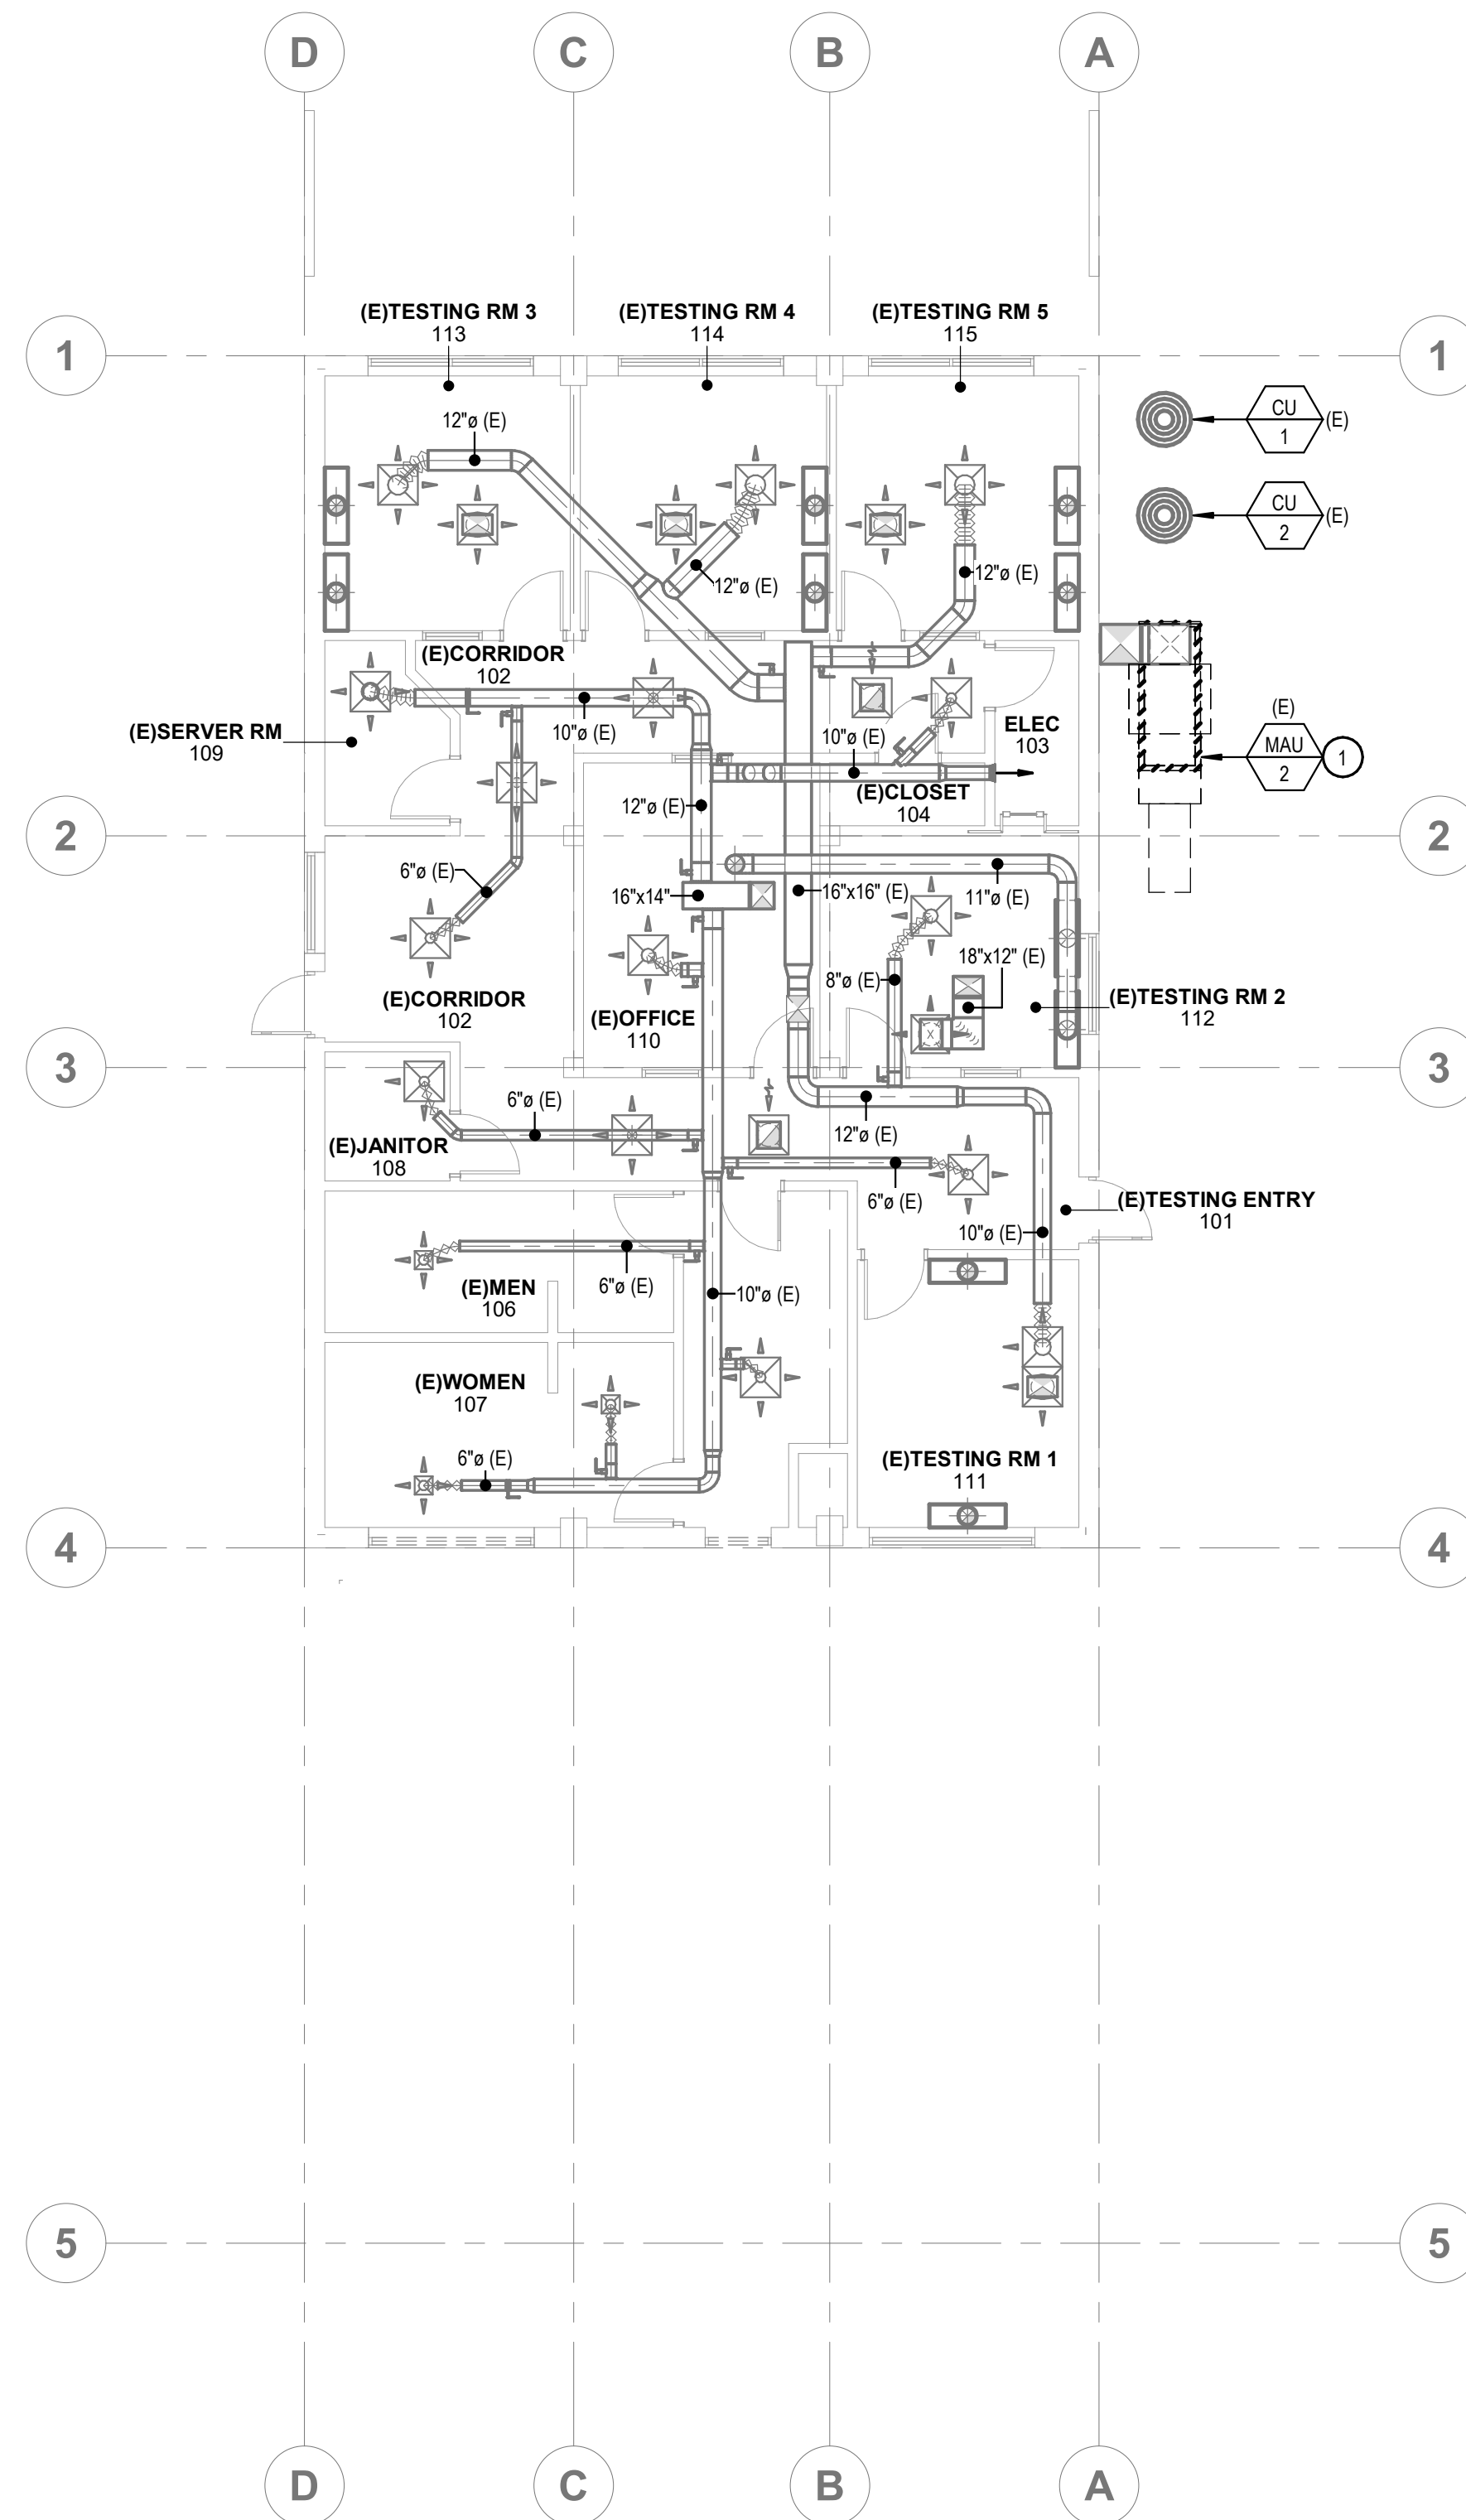 D
C
B
A
(E)TESTING RM 3
113
(E)TESTING RM 4
114
(E)TESTING RM 5
115
1
1
12"ø (E)
CU
1
(E)
CU
2
(E)
12"ø (E)
12"ø (E)
(E)CORRIDOR
102
(E)SERVER RM
109
10"ø (E)
10"ø (E)
ELEC
103
(E)
MAU
2
1
12"ø (E)
(E)CLOSET
104
2
2
6"ø (E)
16"x14"
16"x16" (E)
11"ø (E)
8"ø (E)
18"x12" (E)
(E)CORRIDOR
102
(E)OFFICE
110
(E)TESTING RM 2
112
3
3
6"ø (E)
(E)JANITOR
108
12"ø (E)
6"ø (E)
(E)TESTING ENTRY
101
10"ø (E)
(E)MEN
106
6"ø (E)
10"ø (E)
(E)WOMEN
107
6"ø (E)
(E)TESTING RM 1
111
4
4
5
5
D
C
B
A